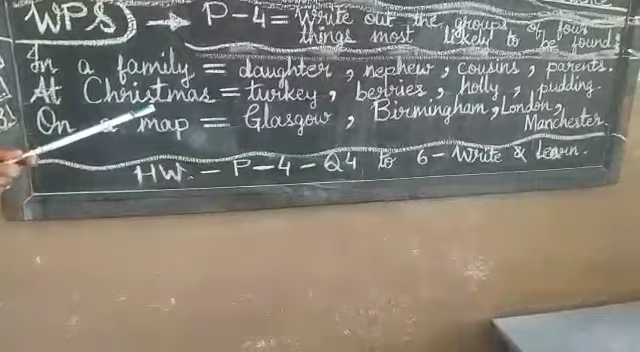 WPS → P-4 = Write out the groups of four
things most likely to be found
In a family = daughter, nephew, cousins, parents.
At Christmas = turkey, berries, holly, pudding.
On a map = Glasgow, Birmingham, London,
Manchester.
HW. - P-4 - Q4 to 6 - Write & learn.